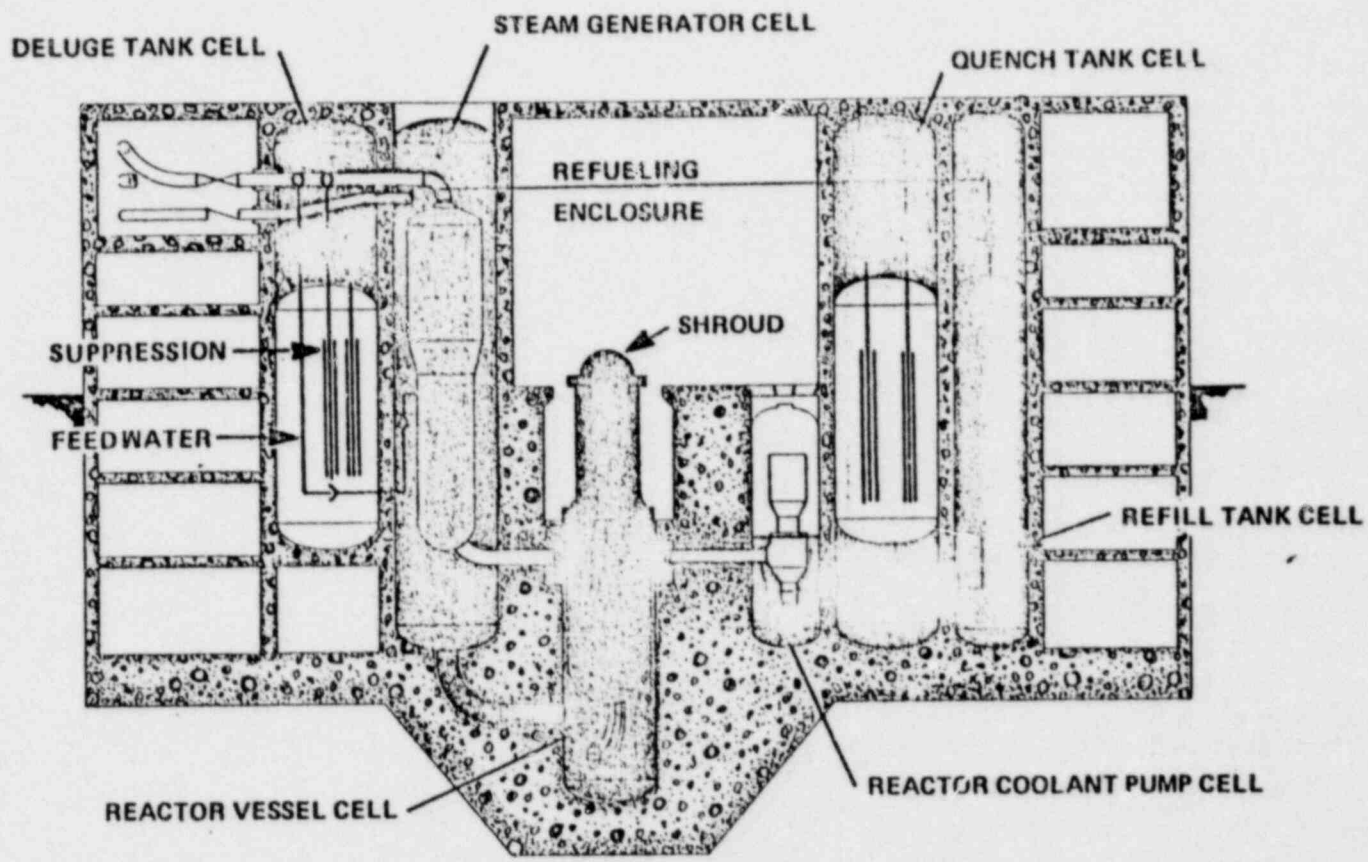 STEAM GENERATOR CELL
DELUGE TANK CELL
QUENCH TANK CELL
REFUELING
ENCLOSURE
SHROUD
SUPPRESSION
FEEDWATER
REFILL TANK CELL
REACTOR VESSEL CELL
REACTOR COOLANT PUMP CELL